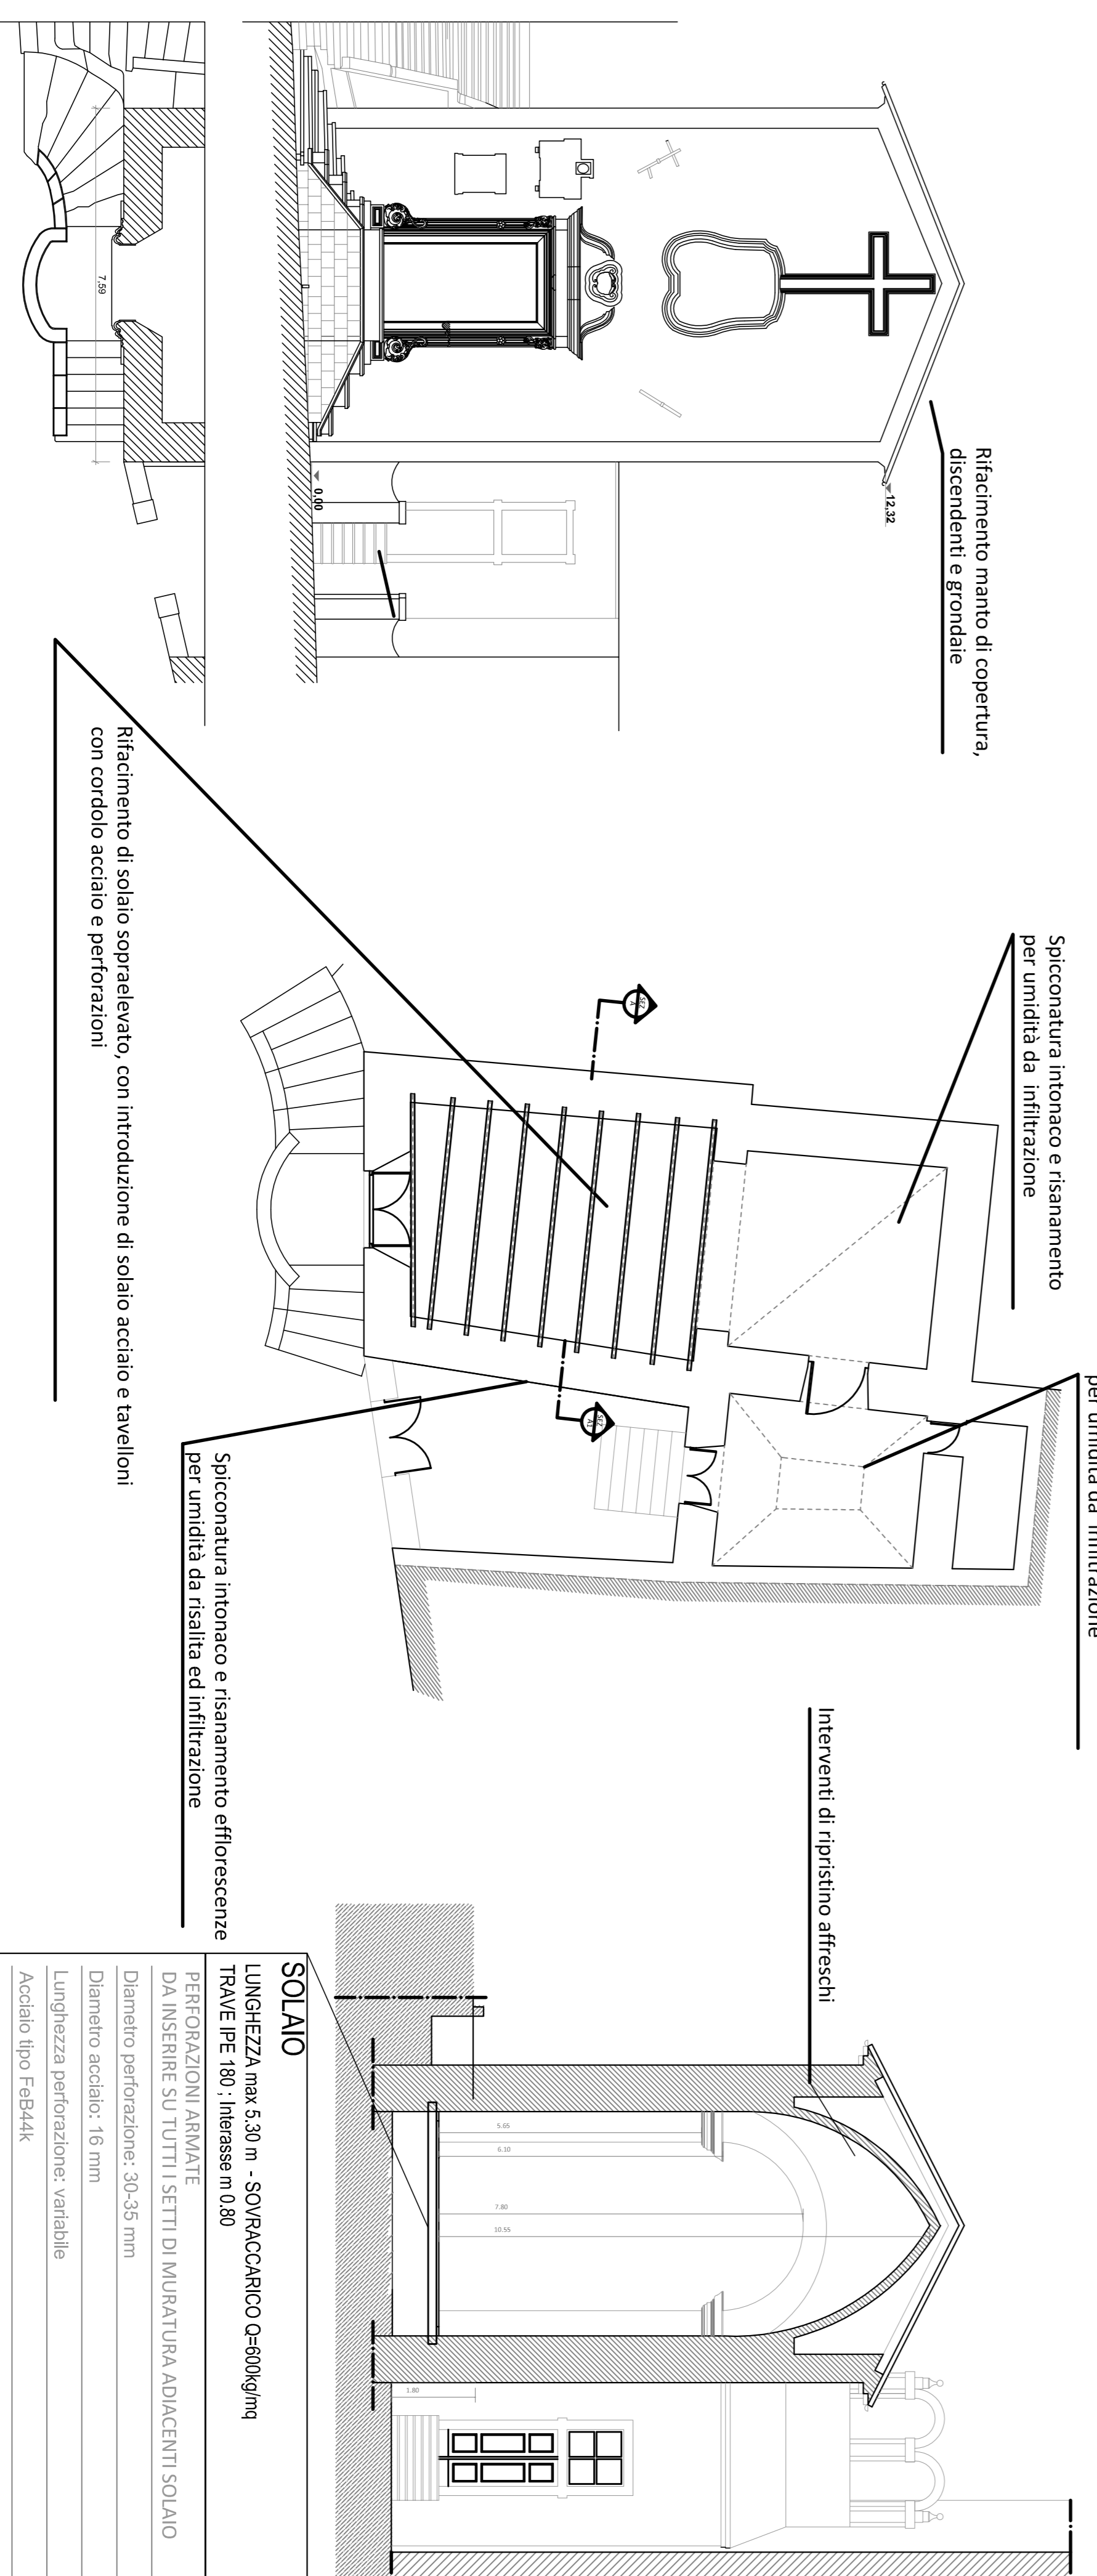 Rifacimento manto di copertura,
discendenti e grondaie
12,32
0,00
7,59
Spicconatura intonaco e risanamento
per umidità da infiltrazione
per umidità da infiltrazione
SEZ
A
SEZ
A1
Rifacimento di solaio sopraelevato, con introduzione di solaio acciaio e tavelloni
con cordolo acciaio e perforazioni
Spicconatura intonaco e risanamento efflorescenze
per umidità da risalita ed infiltrazione
Interventi di ripristino affreschi
5.65
6.10
7.80
10.55
1.80
SOLAIO
LUNGHEZZA max 5.30 m - SOVRACCARICO Q=600kg/mq
TRAVE IPE 180 ; Interasse m 0.80
PERFORAZIONI ARMATE
DA INSERIRE SU TUTTI I SETTI DI MURATURA ADIACENTI SOLAIO
Diametro perforazione: 30-35 mm
Diametro acciaio: 16 mm
Lunghezza perforazione: variabile
Acciaio tipo FeB44k